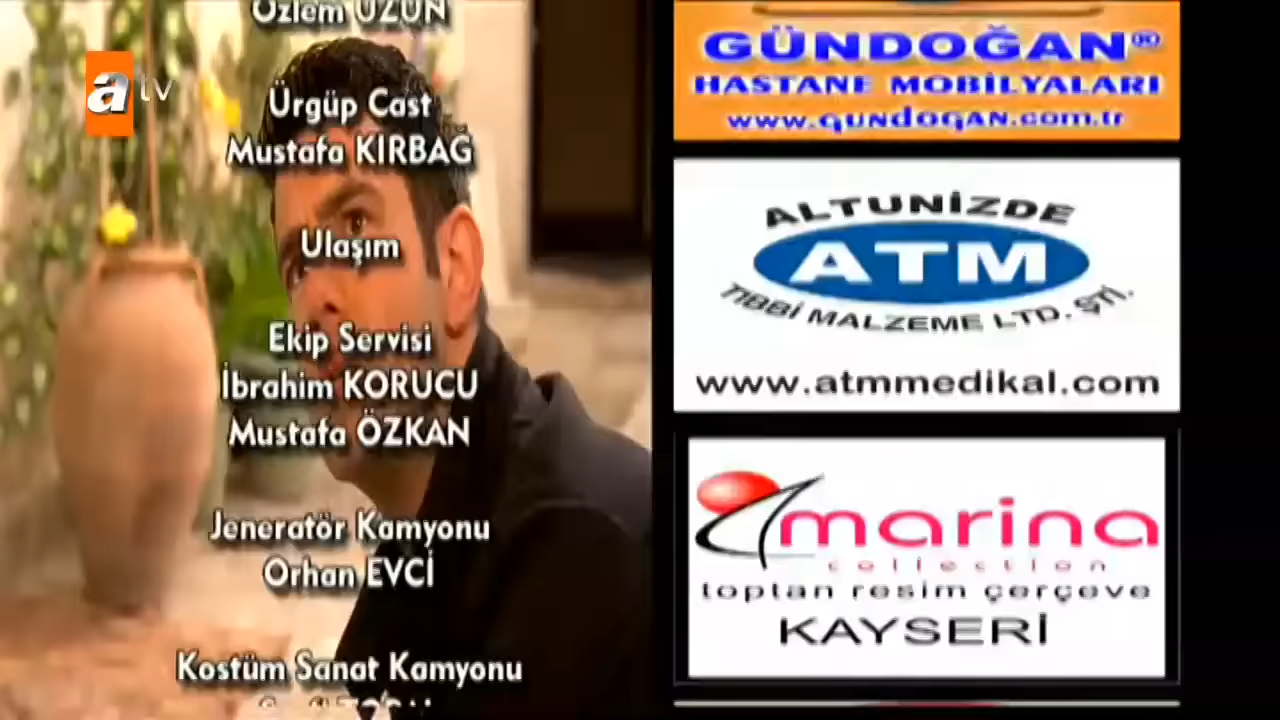 Özlem UZUN
atv
Ürgüp Cast
Mustafa KIRBAĞ
Ulaşım
Ekip Servisi
İbrahim KORUCU
Mustafa ÖZKAN
Jeneratör Kamyonu
Orhan EVCİ
Kostüm Sanat Kamyonu
GÜNDOĞAN®
HASTANE MOBİLYALARI
www.gundogan.com.tr
ALTUNİZDE
ATM
TIBBİ MALZEME LTD. ŞTİ.
www.atmmedikal.com
marina
collection
toptan resim çerçeve
KAYSERİ